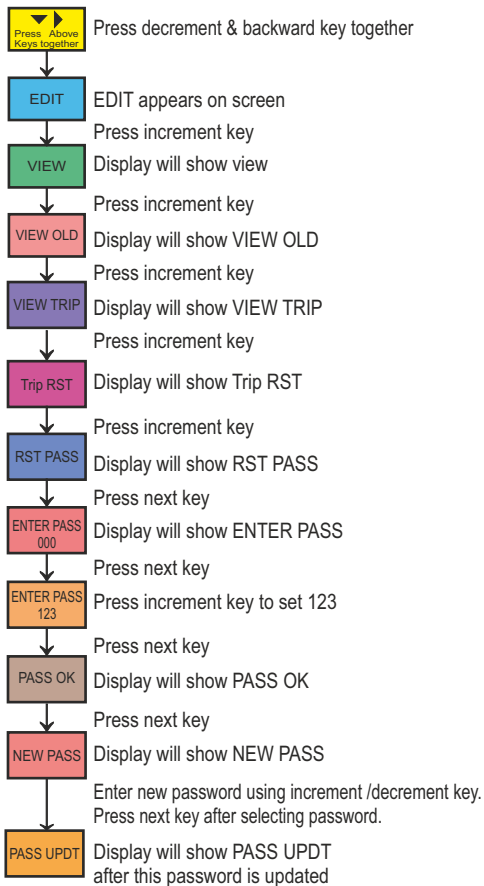 Press Above
Keys together
Press decrement & backward key together
EDIT
EDIT appears on screen
Press increment key
VIEW
Display will show view
Press increment key
VIEW OLD
Display will show VIEW OLD
Press increment key
VIEW TRIP
Display will show VIEW TRIP
Press increment key
Trip RST
Display will show Trip RST
Press increment key
RST PASS
Display will show RST PASS
Press next key
ENTER PASS
000
Display will show ENTER PASS
Press next key
ENTER PASS
123
Press increment key to set 123
Press next key
PASS OK
Display will show PASS OK
Press next key
NEW PASS
Display will show NEW PASS
Enter new password using increment /decrement key.
Press next key after selecting password.
PASS UPDT
Display will show PASS UPDT
after this password is updated